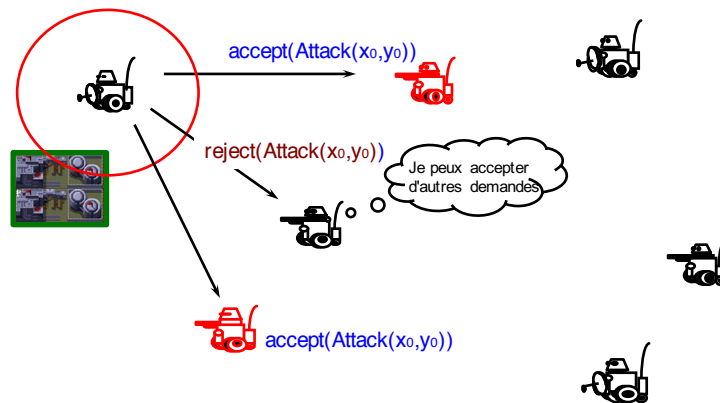 accept(Attack(x₀,y₀))
reject(Attack(x₀,y₀))
Je peux accepter
d'autres demandes
accept(Attack(x₀,y₀))